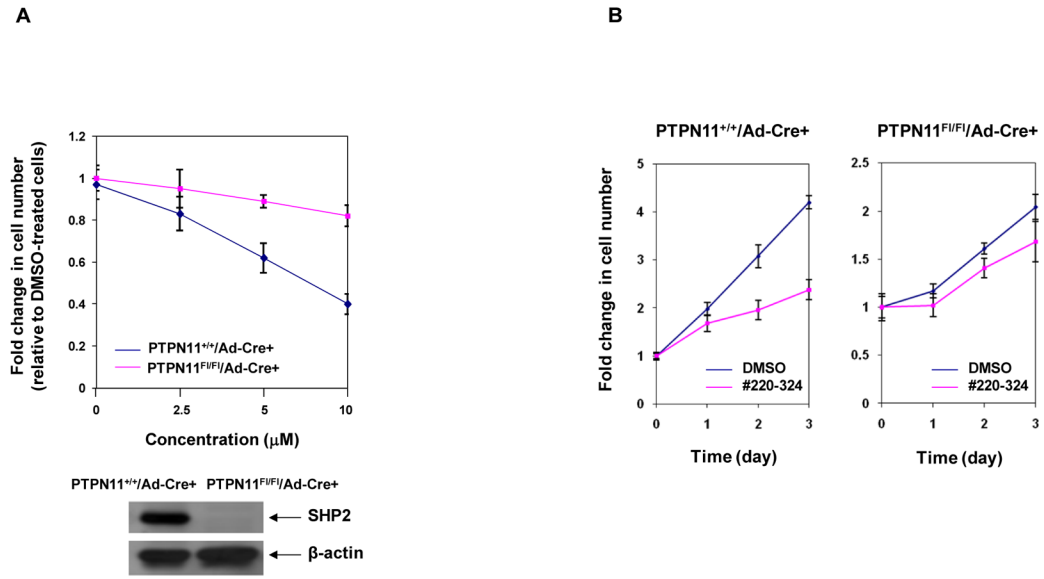 A
Fold change in cell number
(relative to DMSO-treated cells)
1.2
1
0.8
0.6
0.4
0.2
0
PTPN11+/+/Ad-Cre+
PTPN11Fl/Fl/Ad-Cre+
0 2.5 5 10
Concentration (μM)
PTPN11+/+/Ad-Cre+ PTPN11Fl/Fl/Ad-Cre+
SHP2
β-actin
B
PTPN11+/+/Ad-Cre+
Fold change in cell number
5
4
3
2
1
0
DMSO
#220-324
0 1 2 3
Time (day)
PTPN11Fl/Fl/Ad-Cre+
2.5
2
1.5
1
0.5
0
DMSO
#220-324
0 1 2 3
Time (day)